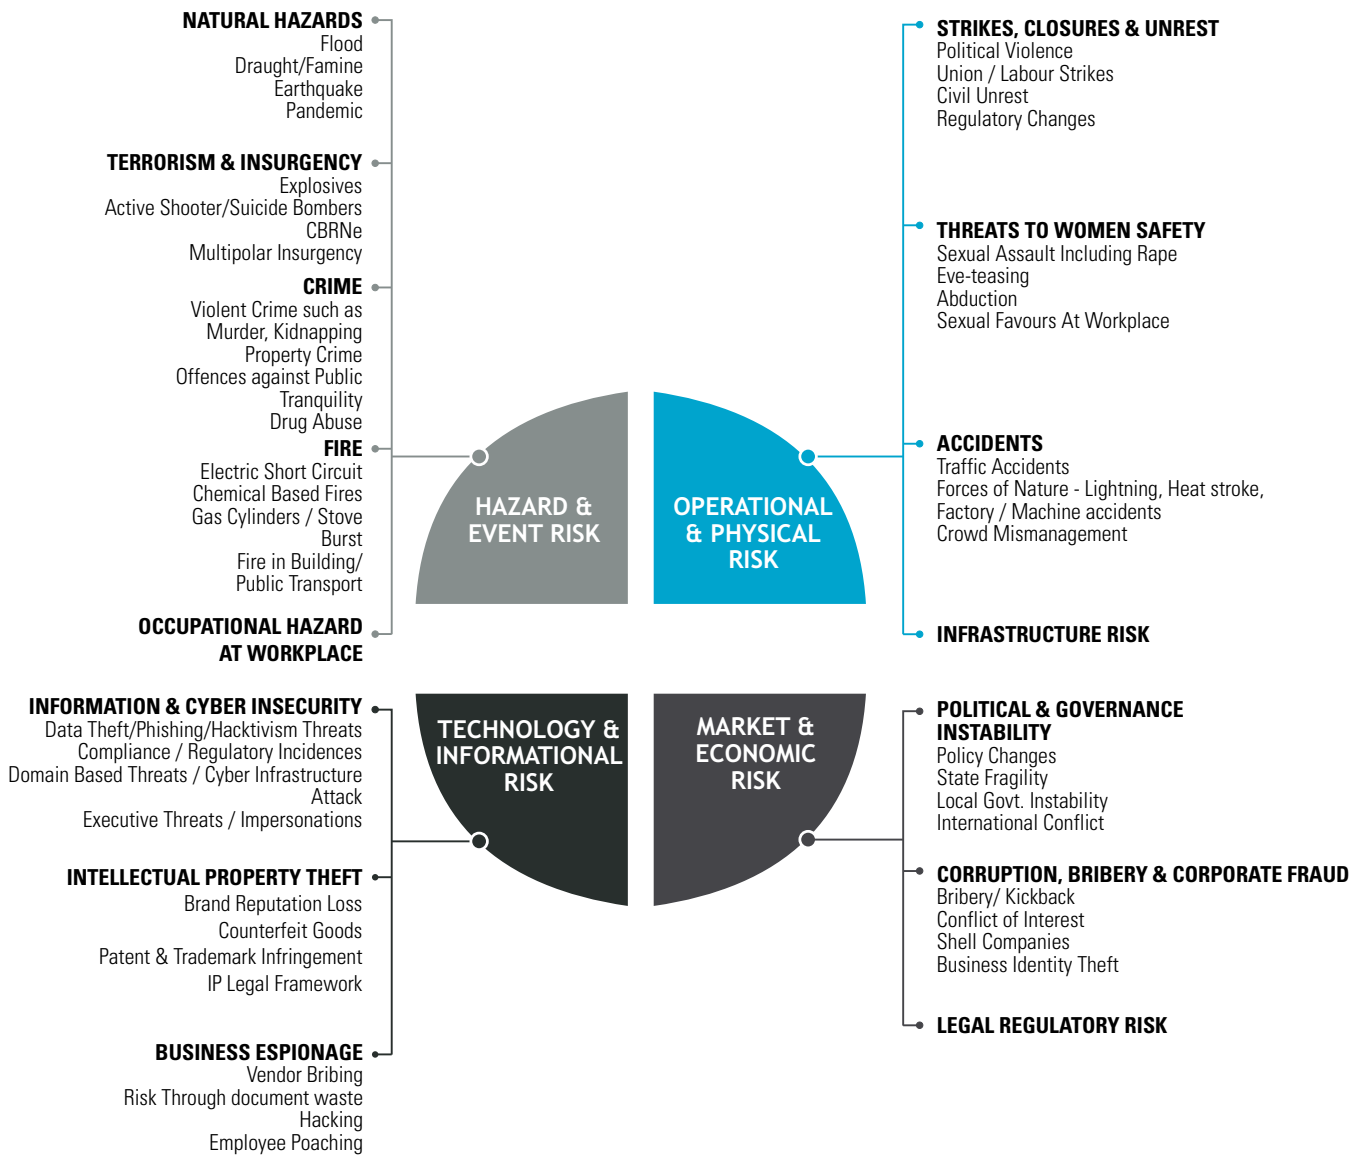 NATURAL HAZARDS
Flood
Draught/Famine
Earthquake
Pandemic
TERRORISM & INSURGENCY
Explosives
Active Shooter/Suicide Bombers
CBRNe
Multipolar Insurgency
CRIME
Violent Crime such as
Murder, Kidnapping
Property Crime
Offences against Public
Tranquility
Drug Abuse
FIRE
Electric Short Circuit
Chemical Based Fires
Gas Cylinders / Stove
Burst
Fire in Building/
Public Transport
OCCUPATIONAL HAZARD
AT WORKPLACE
HAZARD &
EVENT RISK
OPERATIONAL
& PHYSICAL
RISK
STRIKES, CLOSURES & UNREST
Political Violence
Union / Labour Strikes
Civil Unrest
Regulatory Changes
THREATS TO WOMEN SAFETY
Sexual Assault Including Rape
Eve-teasing
Abduction
Sexual Favours At Workplace
ACCIDENTS
Traffic Accidents
Forces of Nature - Lightning, Heat stroke,
Factory / Machine accidents
Crowd Mismanagement
INFRASTRUCTURE RISK
INFORMATION & CYBER INSECURITY
Data Theft/Phishing/Hacktivism Threats
Compliance / Regulatory Incidences
Domain Based Threats / Cyber Infrastructure
Attack
Executive Threats / Impersonations
INTELLECTUAL PROPERTY THEFT
Brand Reputation Loss
Counterfeit Goods
Patent & Trademark Infringement
IP Legal Framework
BUSINESS ESPIONAGE
Vendor Bribing
Risk Through document waste
Hacking
Employee Poaching
TECHNOLOGY &
INFORMATIONAL
RISK
MARKET &
ECONOMIC
RISK
POLITICAL & GOVERNANCE
INSTABILITY
Policy Changes
State Fragility
Local Govt. Instability
International Conflict
CORRUPTION, BRIBERY & CORPORATE FRAUD
Bribery/ Kickback
Conflict of Interest
Shell Companies
Business Identity Theft
LEGAL REGULATORY RISK